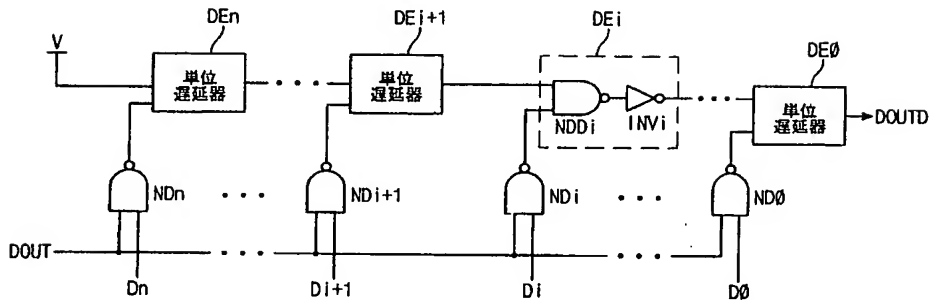 DEn
DEi+1
DEi
DEØ
V
単位
遅延器
単位
遅延器
NDDi
INVi
単位
遅延器
DOUTD
NDn
NDi+1
NDi
NDØ
DOUT
Dn
Di+1
Di
DØ